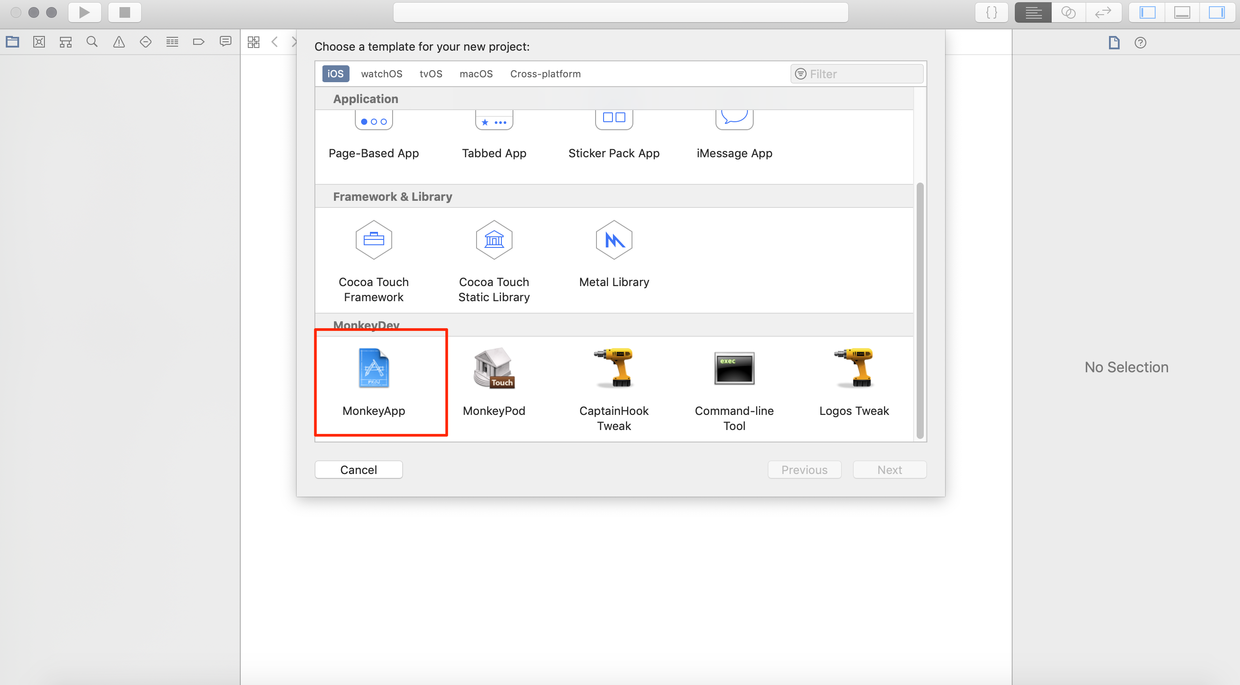 { }
Choose a template for your new project:
iOS watchOS tvOS macOS Cross-platform Filter
Application
Page-Based App Tabbed App Sticker Pack App iMessage App
Framework & Library
Cocoa Touch Framework
Cocoa Touch Static Library
Metal Library
MonkeyDev
exec
Touch
MonkeyApp MonkeyPod CaptainHook Tweak Command-line Tool Logos Tweak
Cancel Previous Next
No Selection